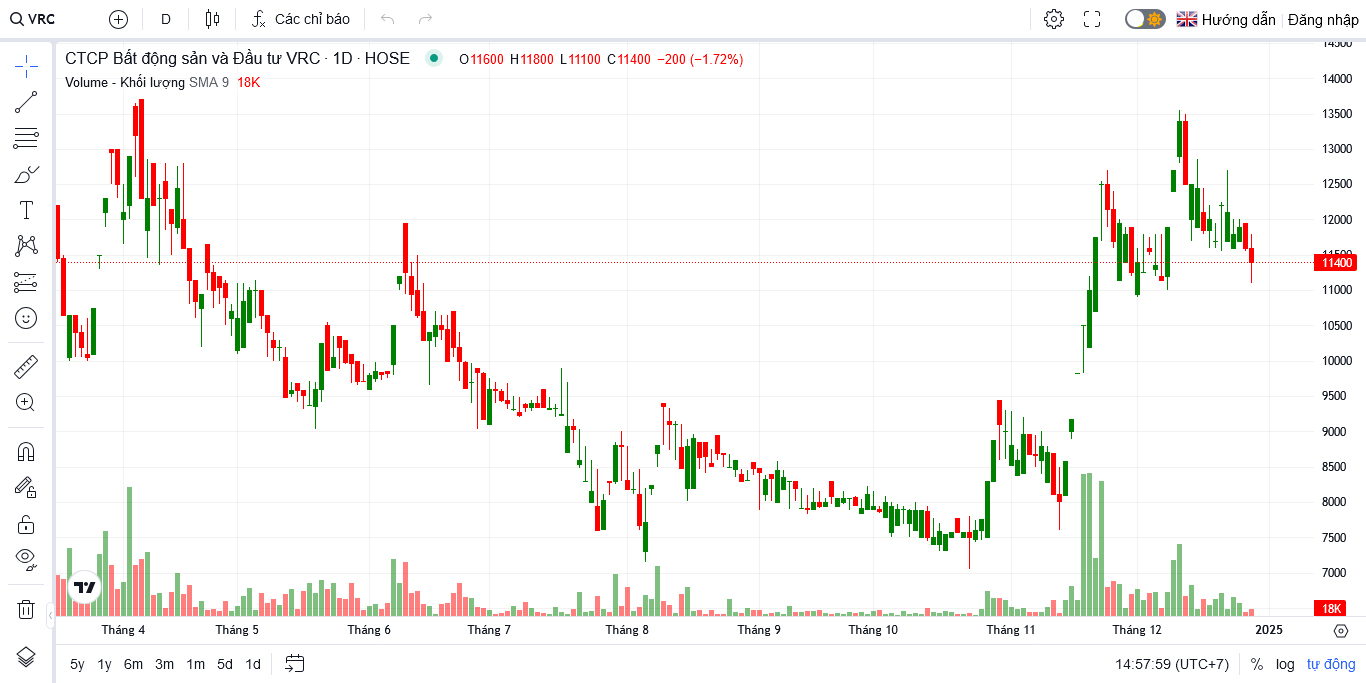 VRC D Các chỉ báo Hướng dẫn Đăng nhập
CTCP Bất động sản và Đầu tư VRC · 1D · HOSE O11600 H11800 L11100 C11400 −200 (−1.72%)
Volume - Khối lượng SMA 9 18K
14500
14000
13500
13000
12500
12000
11500
11400
11000
10500
10000
9500
9000
8500
8000
7500
7000
18K
Tháng 4 Tháng 5 Tháng 6 Tháng 7 Tháng 8 Tháng 9 Tháng 10 Tháng 11 Tháng 12 2025
5y 1y 6m 3m 1m 5d 1d 14:57:59 (UTC+7) % log tự động